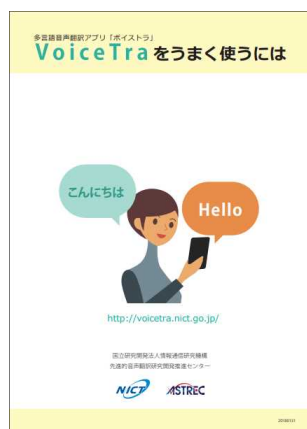 多言語音声翻訳アプリ「ボイストラ」
VoiceTraをうまく使うには
こんにちは
Hello
http://voicetra.nict.go.jp/
国立研究開発法人情報通信研究機構
先進的音声翻訳研究開発推進センター
NICT ASTREC